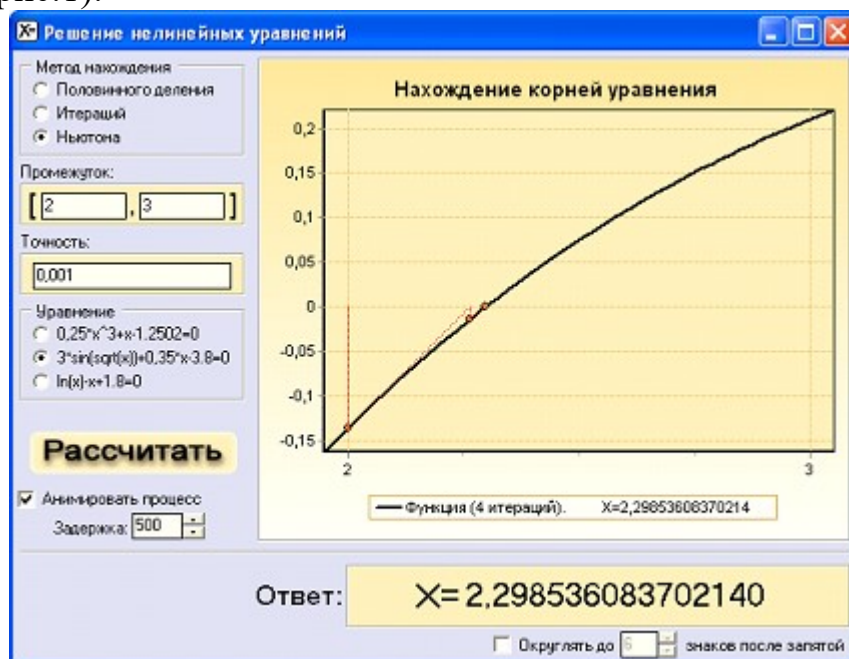 рис.1).
Решение нелинейных уравнений
Метод нахождения
Половинного деления
Итераций
Ньютона
Промежуток:
[2 , 3 ]
Точность:
0,001
Уравнение
0,25*x^3+x-1.2502=0
3*sin(sqrt(x))+0,35*x-3.8=0
ln(x)-x+1.8=0
Рассчитать
Анимировать процесс
Задержка: 500
Нахождение корней уравнения
0,2
0,15
0,1
0,05
0
-0,05
-0,1
-0,15
2 3
Функция (4 итераций). X=2,29853608370214
Ответ: X= 2,298536083702140
Округлять до 6 знаков после запятой